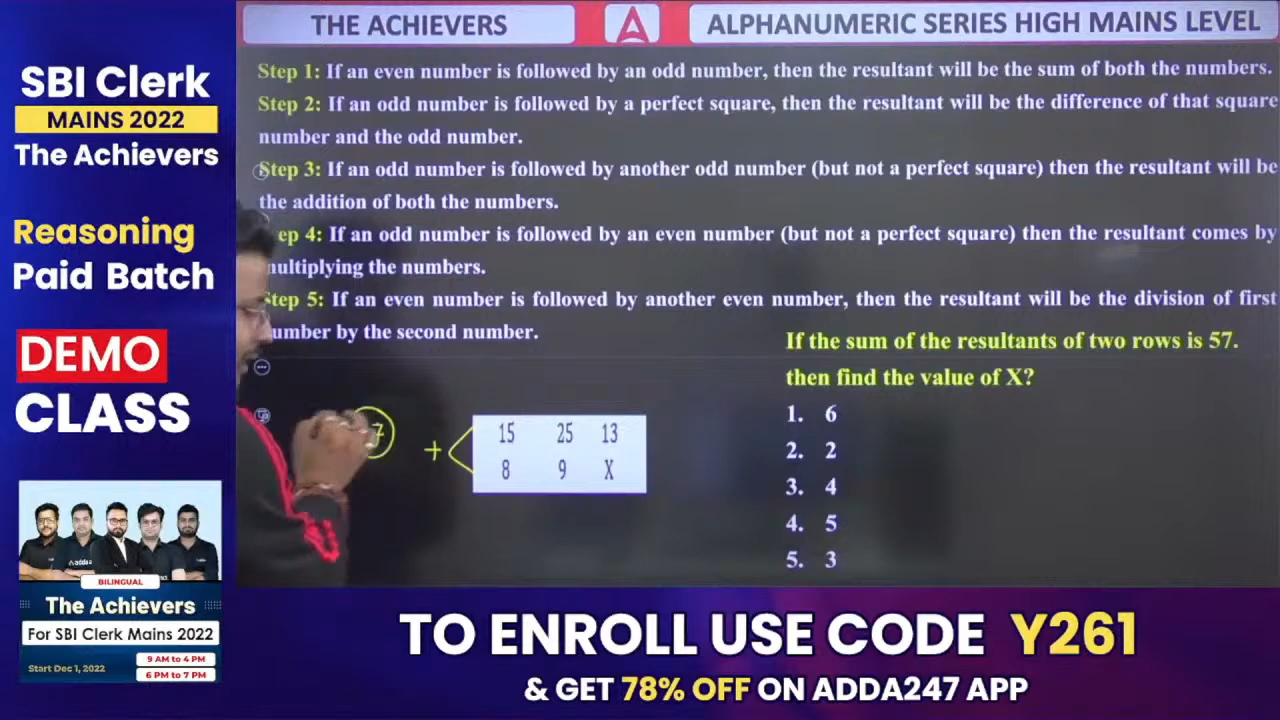 THE ACHIEVERS
ALPHANUMERIC SERIES HIGH MAINS LEVEL
SBI Clerk
MAINS 2022
The Achievers
Reasoning
Paid Batch
DEMO
CLASS
BILINGUAL
The Achievers
For SBI Clerk Mains 2022
Start Dec 1, 2022
9 AM to 4 PM
6 PM to 7 PM
Step 1: If an even number is followed by an odd number, then the resultant will be the sum of both the numbers.
Step 2: If an odd number is followed by a perfect square, then the resultant will be the difference of that square
number and the odd number.
Step 3: If an odd number is followed by another odd number (but not a perfect square) then the resultant will be
the addition of both the numbers.
ep 4: If an odd number is followed by an even number (but not a perfect square) then the resultant comes by
multiplying the numbers.
Step 5: If an even number is followed by another even number, then the resultant will be the division of first
number by the second number.
If the sum of the resultants of two rows is 57.
then find the value of X?
1. 6
2. 2
3. 4
4. 5
5. 3
7 +
15 25 13
8 9 X
TO ENROLL USE CODE Y261
& GET 78% OFF ON ADDA247 APP